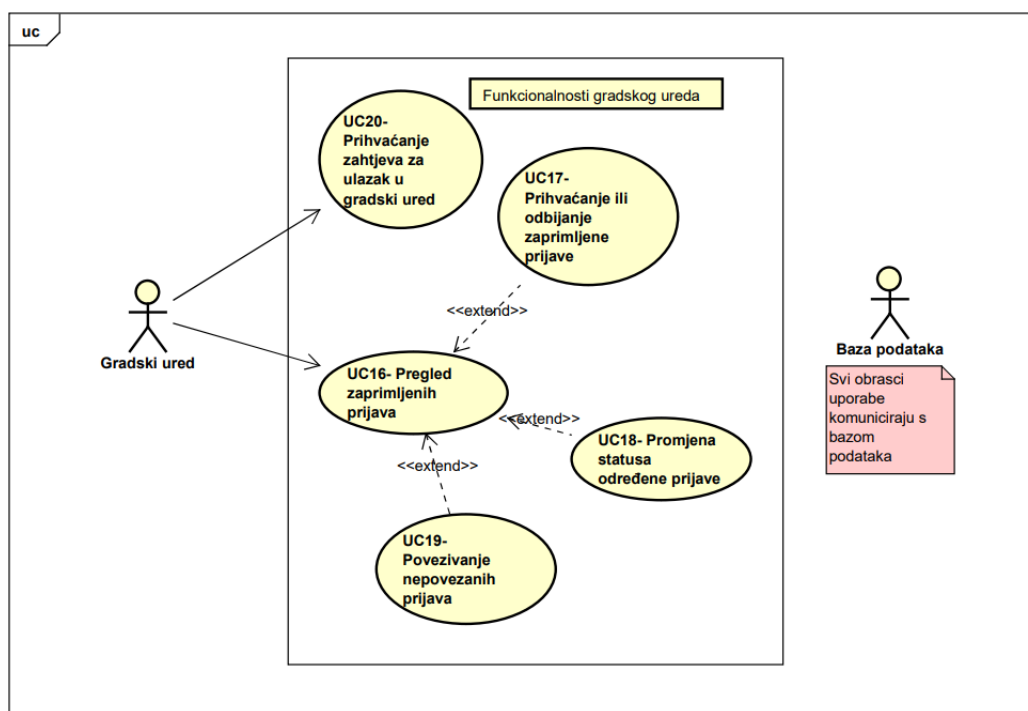 uc
Funkcionalnosti gradskog ureda
UC20-
Prihvaćanje
zahtjeva za
ulazak u
gradski ured
UC17-
Prihvaćanje ili
odbijanje
zaprimljene
prijave
<<extend>>
Gradski ured
Baza podataka
UC16- Pregled
zaprimljenih
prijava
Svi obrasci
uporabe
komuniciraju s
bazom
podataka
<<extend>>
UC18- Promjena
statusa
određene prijave
<<extend>>
UC19-
Povezivanje
nepovezanih
prijava